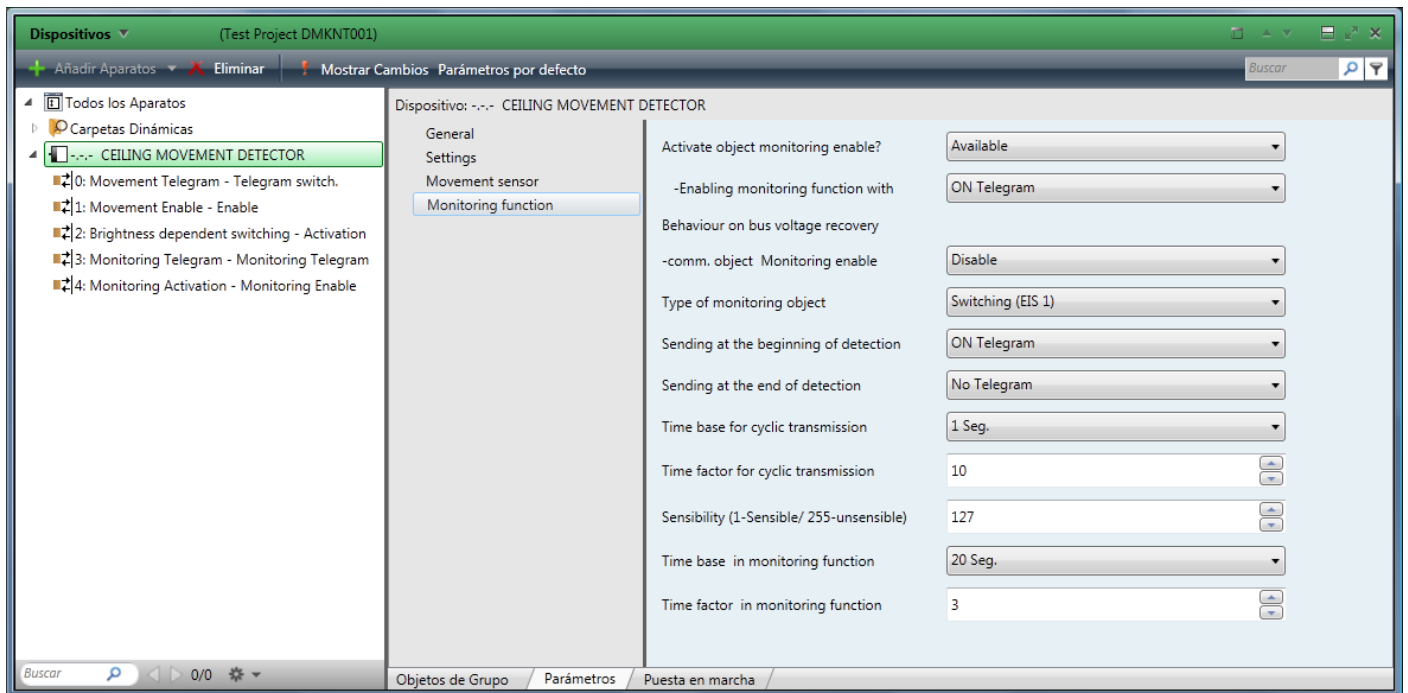 Dispositivos (Test Project DMKNT001)
Añadir Aparatos Eliminar Mostrar Cambios Parámetros por defecto Buscar
Todos los Aparatos
Carpetas Dinámicas
-.-.- CEILING MOVEMENT DETECTOR
0: Movement Telegram - Telegram switch.
1: Movement Enable - Enable
2: Brightness dependent switching - Activation
3: Monitoring Telegram - Monitoring Telegram
4: Monitoring Activation - Monitoring Enable
Buscar 0/0
Dispositivo: -.-.- CEILING MOVEMENT DETECTOR
General
Settings
Movement sensor
Monitoring function
Activate object monitoring enable? Available
-Enabling monitoring function with ON Telegram
Behaviour on bus voltage recovery
-comm. object Monitoring enable Disable
Type of monitoring object Switching (EIS 1)
Sending at the beginning of detection ON Telegram
Sending at the end of detection No Telegram
Time base for cyclic transmission 1 Seg.
Time factor for cyclic transmission 10
Sensibility (1-Sensible/ 255-unsensible) 127
Time base in monitoring function 20 Seg.
Time factor in monitoring function 3
Objetos de Grupo Parámetros Puesta en marcha